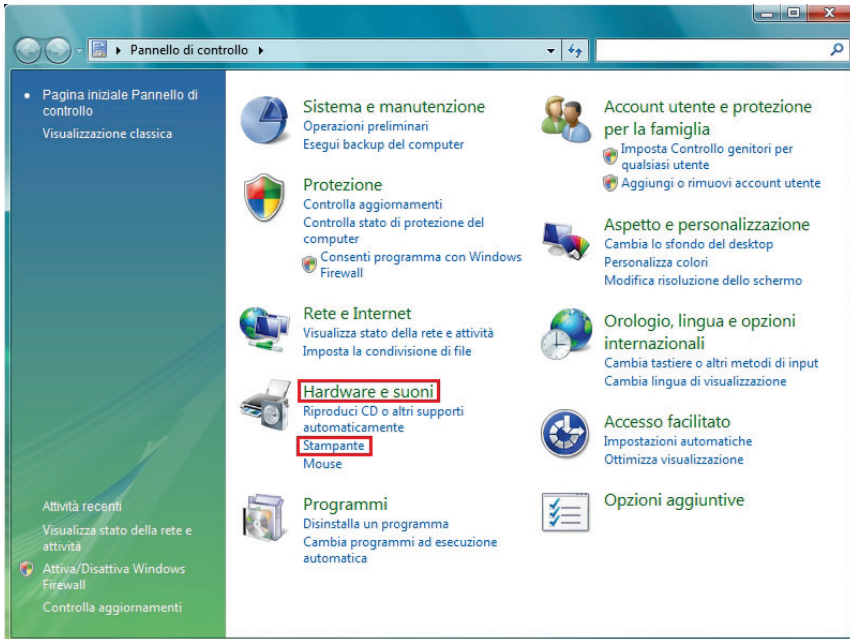 Pannello di controllo
Pagina iniziale Pannello di
controllo
Visualizzazione classica
Attività recenti
Visualizza stato della rete e
attività
Attiva/Disattiva Windows
Firewall
Controlla aggiornamenti
Sistema e manutenzione
Operazioni preliminari
Esegui backup del computer
Protezione
Controlla aggiornamenti
Controlla stato di protezione del
computer
Consenti programma con Windows
Firewall
Rete e Internet
Visualizza stato della rete e attività
Imposta la condivisione di file
Hardware e suoni
Riproduci CD o altri supporti
automaticamente
Stampante
Mouse
Programmi
Disinstalla un programma
Cambia programmi ad esecuzione
automatica
Account utente e protezione
per la famiglia
Imposta Controllo genitori per
qualsiasi utente
Aggiungi o rimuovi account utente
Aspetto e personalizzazione
Cambia lo sfondo del desktop
Personalizza colori
Modifica risoluzione dello schermo
Orologio, lingua e opzioni
internazionali
Cambia tastiere o altri metodi di input
Cambia lingua di visualizzazione
Accesso facilitato
Impostazioni automatiche
Ottimizza visualizzazione
Opzioni aggiuntive